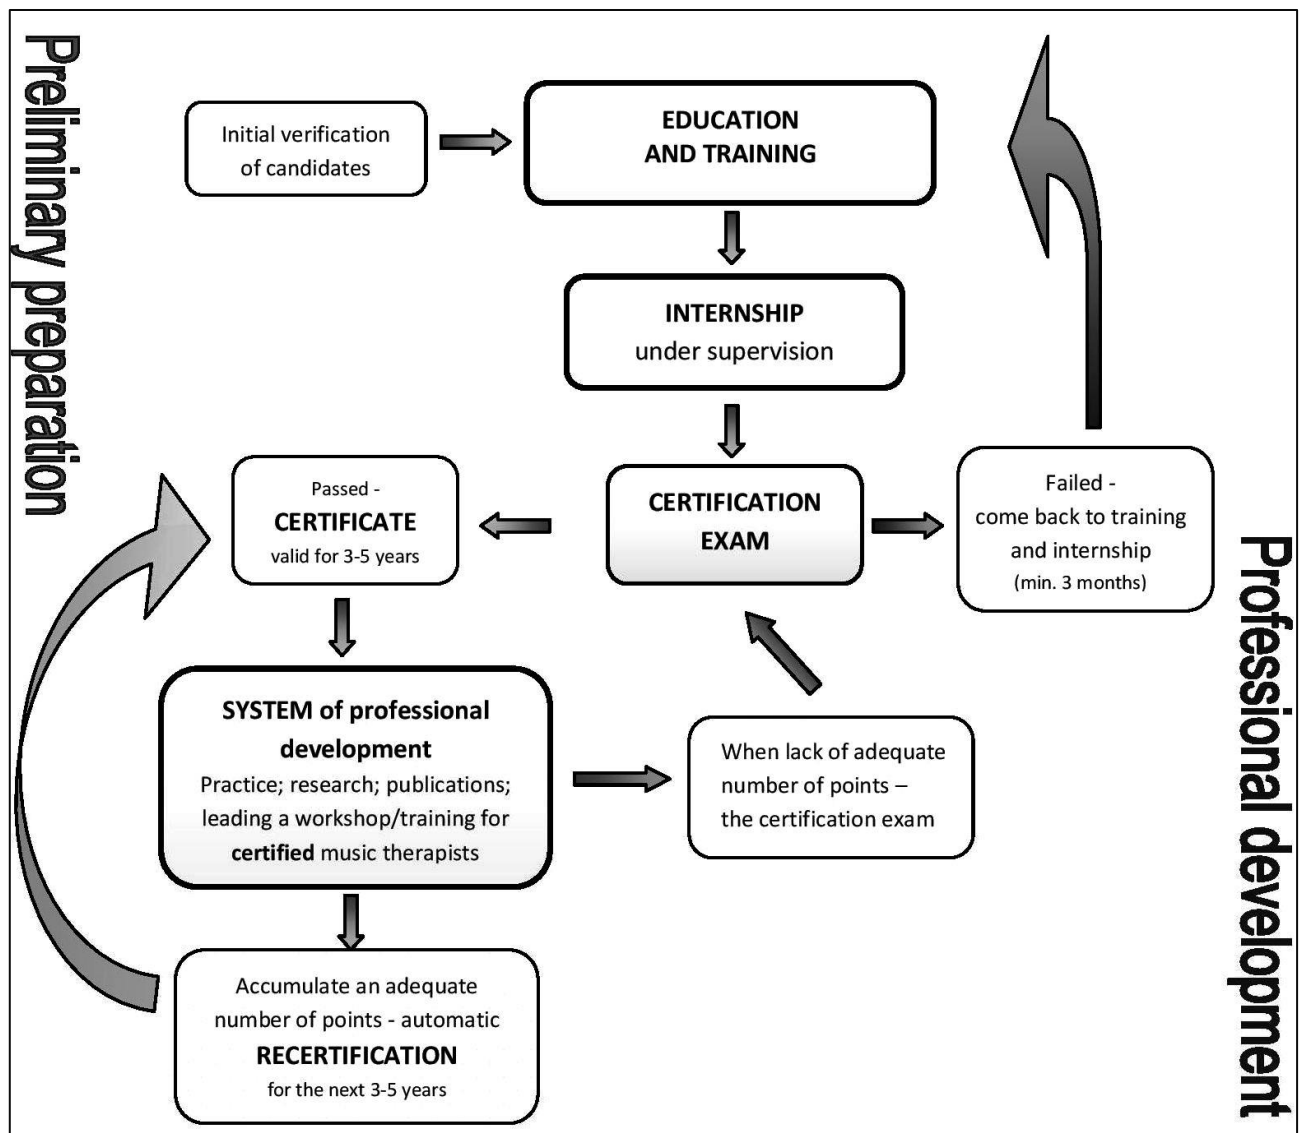 Preliminary preparation
Initial verification
of candidates
EDUCATION
AND TRAINING
INTERNSHIP
under supervision
Passed -
CERTIFICATE
valid for 3-5 years
CERTIFICATION
EXAM
Failed -
come back to training
and internship
(min. 3 months)
SYSTEM of professional
development
Practice; research; publications;
leading a workshop/training for
certified music therapists
When lack of adequate
number of points –
the certification exam
Accumulate an adequate
number of points - automatic
RECERTIFICATION
for the next 3-5 years
Professional development